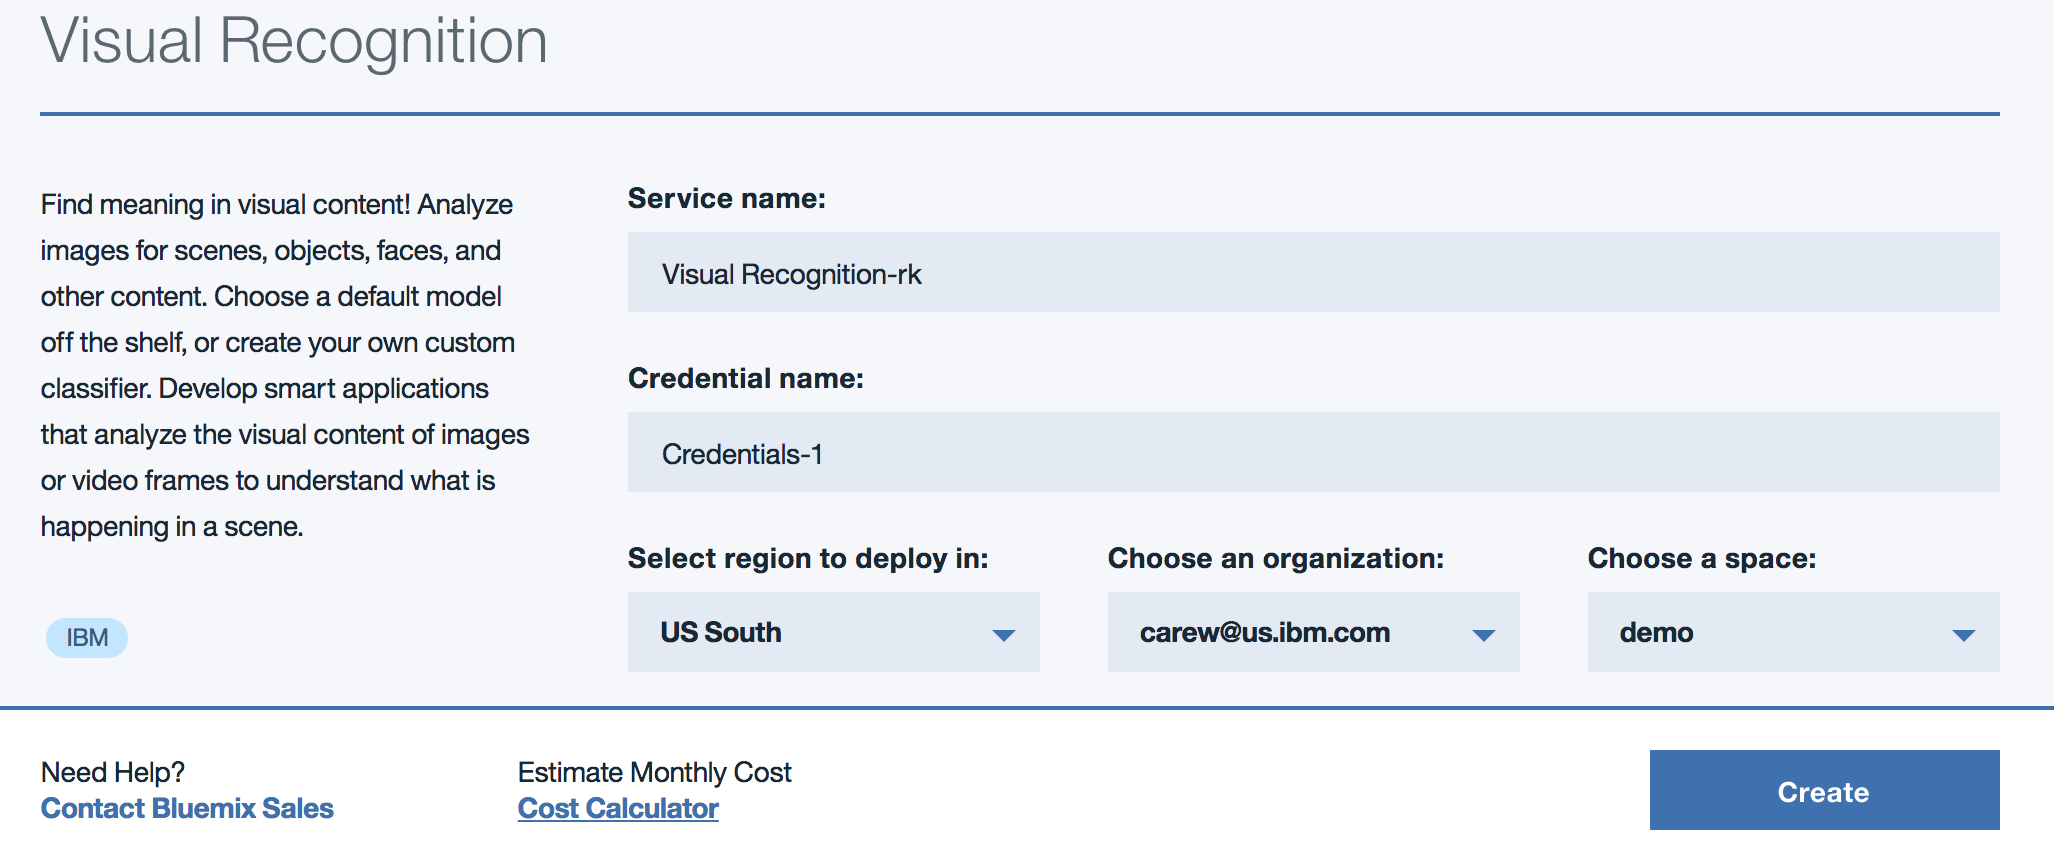 Visual Recognition
Find meaning in visual content! Analyze
images for scenes, objects, faces, and
other content. Choose a default model
off the shelf, or create your own custom
classifier. Develop smart applications
that analyze the visual content of images
or video frames to understand what is
happening in a scene.
IBM
Service name:
Visual Recognition-rk
Credential name:
Credentials-1
Select region to deploy in:
US South
Choose an organization:
carew@us.ibm.com
Choose a space:
demo
Need Help?
Contact Bluemix Sales
Estimate Monthly Cost
Cost Calculator
Create